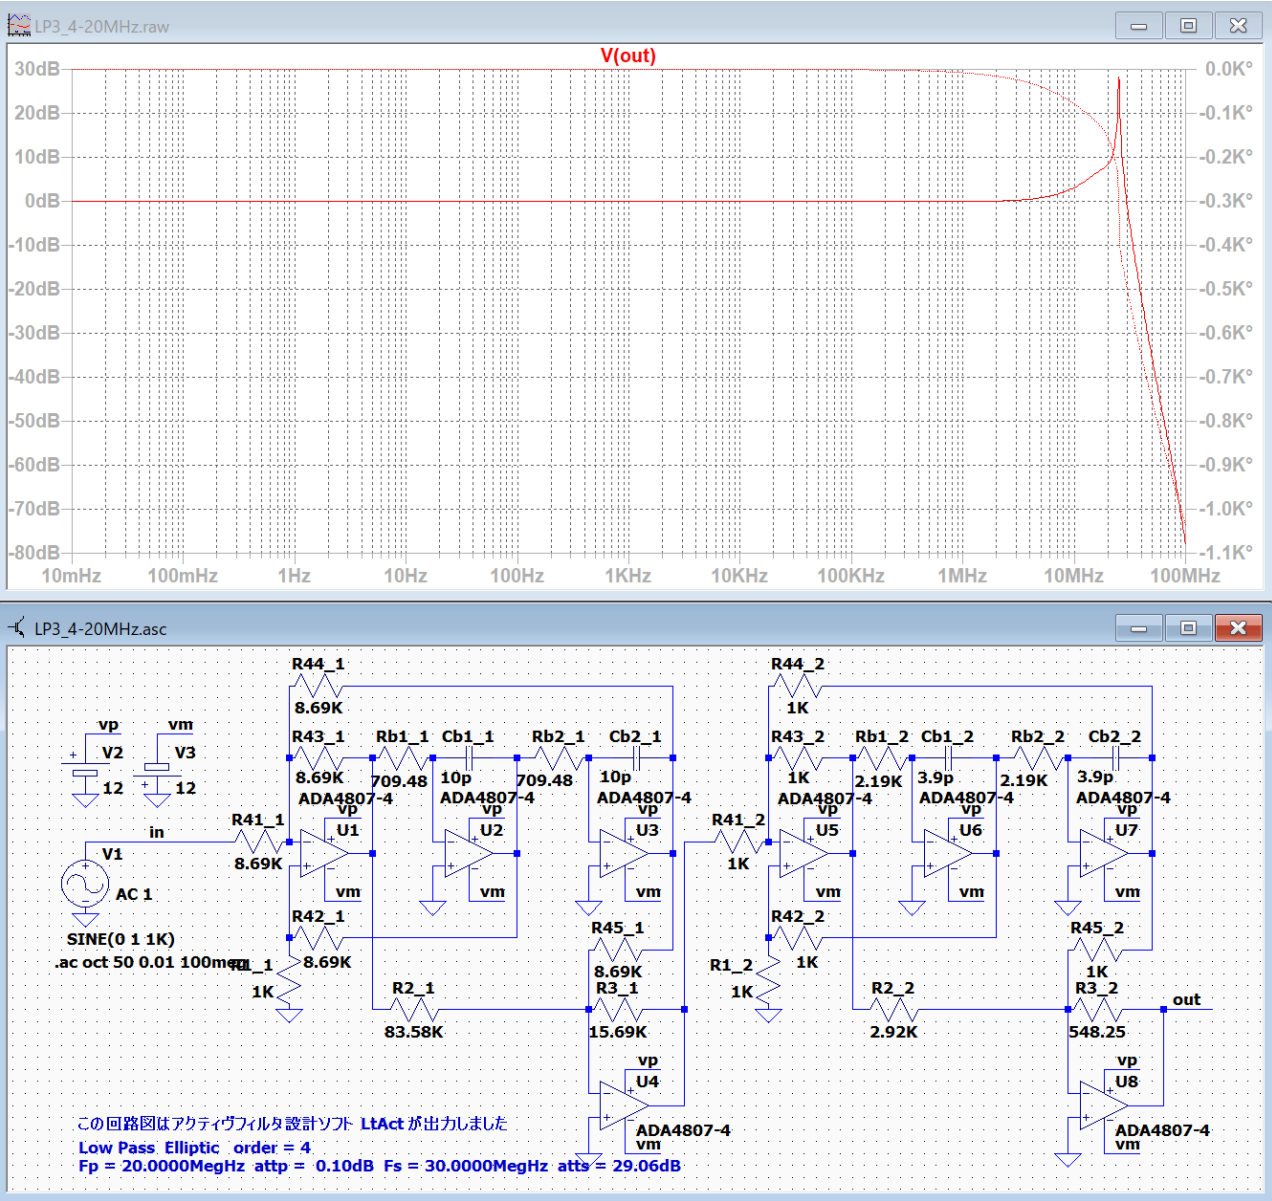 LP3_4-20MHz.raw
V(out)
30dB
20dB
10dB
0dB
-10dB
-20dB
-30dB
-40dB
-50dB
-60dB
-70dB
-80dB
0.0K°
-0.1K°
-0.2K°
-0.3K°
-0.4K°
-0.5K°
-0.6K°
-0.7K°
-0.8K°
-0.9K°
-1.0K°
-1.1K°
10mHz 100mHz 1Hz 10Hz 100Hz 1KHz 10KHz 100KHz 1MHz 10MHz 100MHz
LP3_4-20MHz.asc
R44_1 R44_2
8.69K 1K
vp vm
V2 V3
12 12
R43_1 Rb1_1 Cb1_1 Rb2_1 Cb2_1 R43_2 Rb1_2 Cb1_2 Rb2_2 Cb2_2
8.69K 709.48 10p 709.48 10p 1K 2.19K 3.9p 2.19K 3.9p
ADA4807-4 ADA4807-4 ADA4807-4 ADA4807-4 ADA4807-4 ADA4807-4
vp vp vp vp vp vp
R41_1 U1 U2 U3 R41_2 U5 U6 U7
in
8.69K 1K
V1
AC 1
vm vm vm vm vm vm
SINE(0 1 1K)
.ac oct 50 0.01 100meg
R42_1 R45_1 R42_2 R45_2
8.69K 8.69K 1K 1K
R1_1 R1_2
1K 1K
R2_1 R3_1 R2_2 R3_2 out
83.58K 15.69K 2.92K 548.25
vp vp
U4 U8
ADA4807-4 ADA4807-4
vm vm
この回路図はアクティヴフィルタ設計ソフト LtAct が出力しました
Low Pass Elliptic order = 4
Fp = 20.0000MegHz attp = 0.10dB Fs = 30.0000MegHz atts = 29.06dB